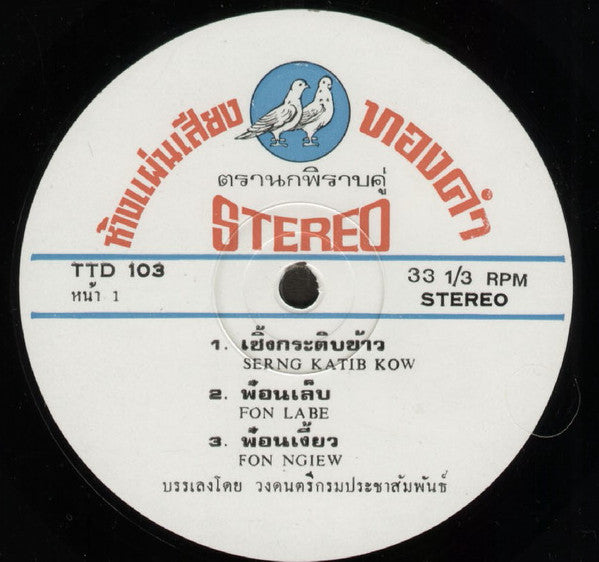 ห้างแผ่นเสียง ทองคำ
ตรานกพิราบคู่
STEREO
TTD 103
หน้า 1
33 1/3 RPM
STEREO
1. เซิ้งกระติบข้าว
SERNG KATIB KOW
2. ฟ้อนเล็บ
FON LABE
3. ฟ้อนเงี้ยว
FON NGIEW
บรรเลงโดย วงดนตรีกรมประชาสัมพันธ์